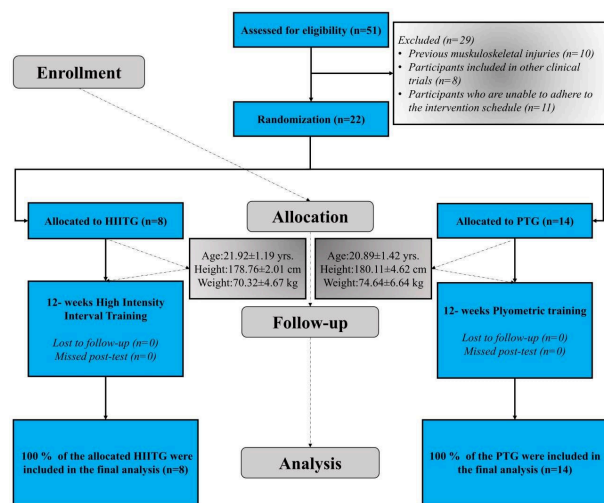 Assessed for eligibility (n=51)
Excluded (n=29)
• Previous muskuloskeletal injuries (n=10)
• Participants included in other clinical
trials (n=8)
• Participants who are unable to adhere to
the intervention schedule (n=11)
Enrollment
Randomization (n=22)
Allocated to HIITG (n=8)
Allocation
Allocated to PTG (n=14)
Age:21.92±1.19 yrs.
Height:178.76±2.01 cm
Weight:70.32±4.67 kg
Age:20.89±1.42 yrs.
Height:180.11±4.62 cm
Weight:74.64±6.64 kg
12- weeks High Intensity
Interval Training
Lost to follow-up (n=0)
Missed post-test (n=0)
Follow-up
12- weeks Plyometric training
Lost to follow-up (n=0)
Missed post-test (n=0)
100 % of the allocated HIITG were
included in the final analysis
(n=8)
Analysis
100 % of the PTG were included in
the final analysis (n=14)